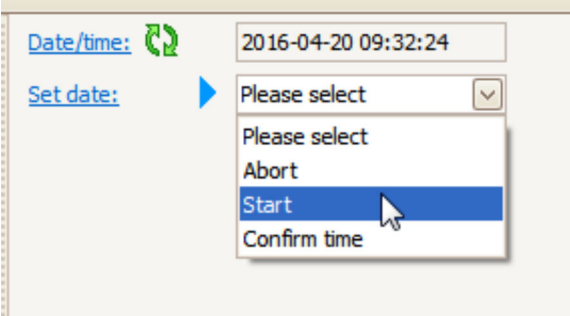 Date/time: 2016-04-20 09:32:24
Set date: Please select
Please select
Abort
Start
Confirm time